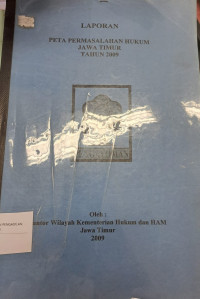 LAPORAN
PETA PERMASALAHAN HUKUM
JAWA TIMUR
TAHUN 2009
Oleh :
Kantor Wilayah Kementerian Hukum dan HAM
Jawa Timur
2009